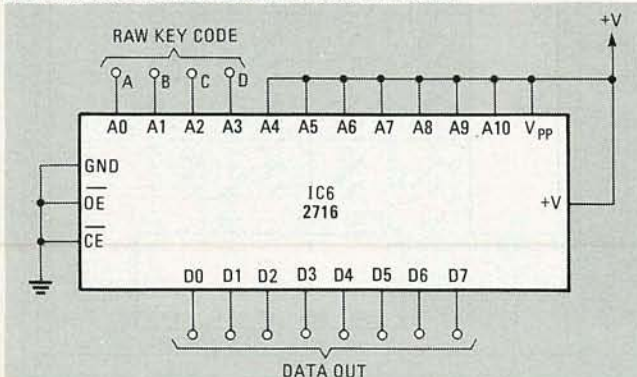 +V
RAW KEY CODE
A B C D
A0 A1 A2 A3 A4 A5 A6 A7 A8 A9 A10 VPP
GND
OE
IC6
+V
2716
CE
D0 D1 D2 D3 D4 D5 D6 D7
DATA OUT